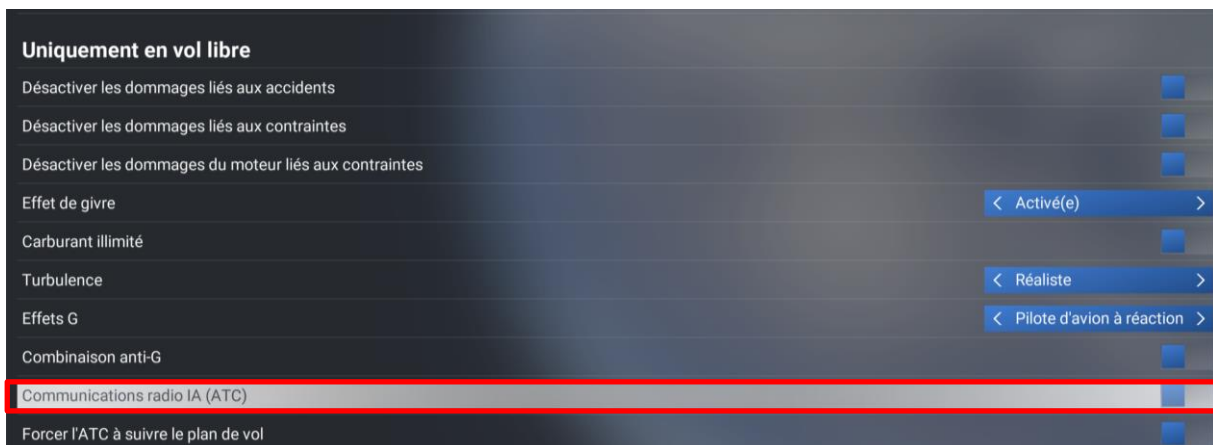 Uniquement en vol libre
Désactiver les dommages liés aux accidents
Désactiver les dommages liés aux contraintes
Désactiver les dommages du moteur liés aux contraintes
Effet de givre < Activé(e) >
Carburant illimité
Turbulence < Réaliste >
Effets G < Pilote d'avion à réaction >
Combinaison anti-G
Communications radio IA (ATC)
Forcer l'ATC à suivre le plan de vol